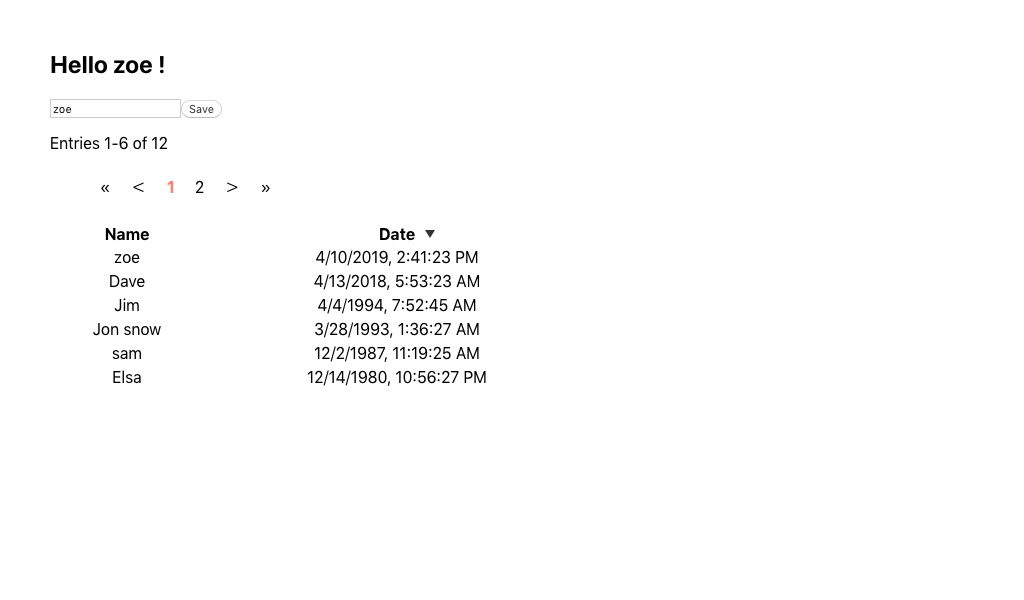 Hello zoe !
zoe Save
Entries 1-6 of 12
« < 1 2 > »
Name Date ▼
zoe 4/10/2019, 2:41:23 PM
Dave 4/13/2018, 5:53:23 AM
Jim 4/4/1994, 7:52:45 AM
Jon snow 3/28/1993, 1:36:27 AM
sam 12/2/1987, 11:19:25 AM
Elsa 12/14/1980, 10:56:27 PM